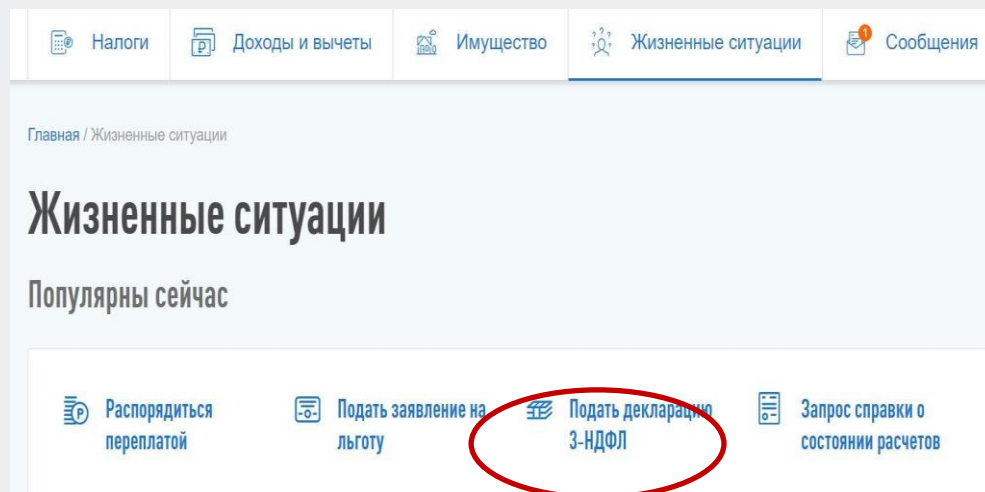 Налоги Доходы и вычеты Имущество Жизненные ситуации 1 Сообщения
Главная / Жизненные ситуации
Жизненные ситуации
Популярны сейчас
Распорядиться переплатой
Подать заявление на льготу
Подать декларацию 3-НДФЛ
Запрос справки о состоянии расчетов